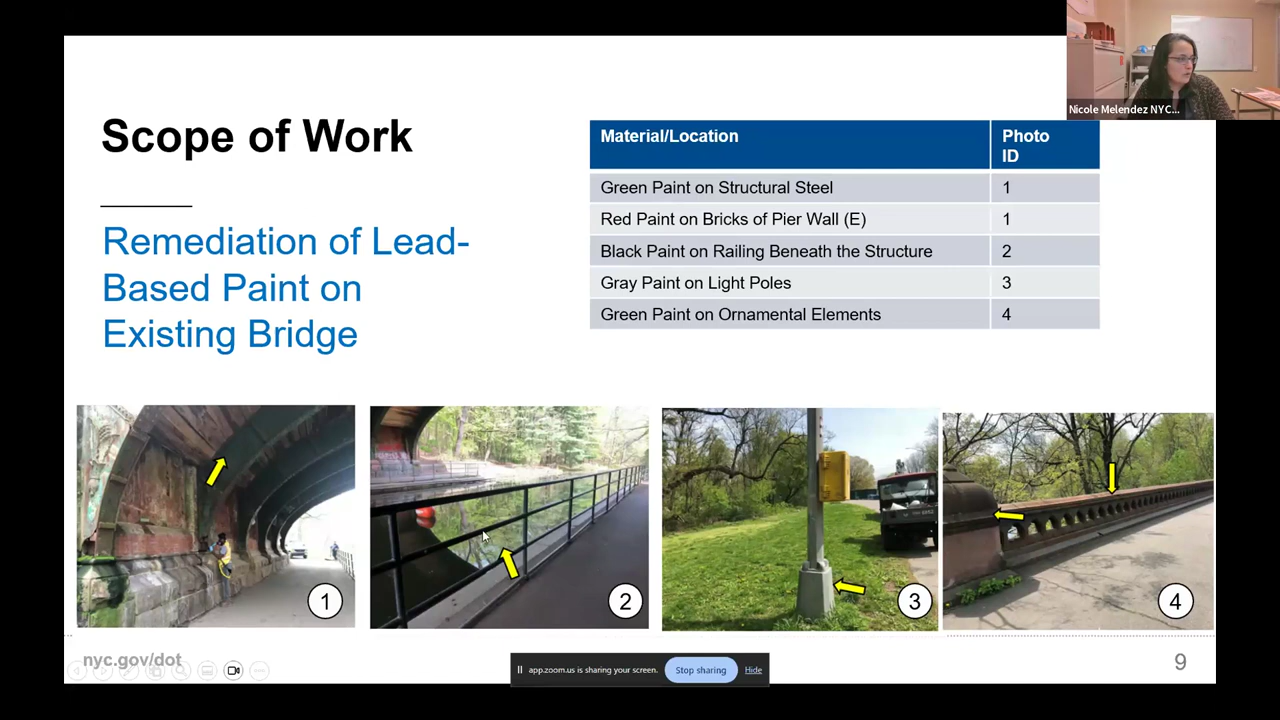 Nicole Melendez NYC...
Scope of Work
Remediation of Lead-
Based Paint on
Existing Bridge
Material/Location
Photo
ID
Green Paint on Structural Steel
1
Red Paint on Bricks of Pier Wall (E)
1
Black Paint on Railing Beneath the Structure
2
Gray Paint on Light Poles
3
Green Paint on Ornamental Elements
4
1
2
3
4
nyc.gov/dot
app.zoom.us is sharing your screen.
Stop sharing
Hide
9